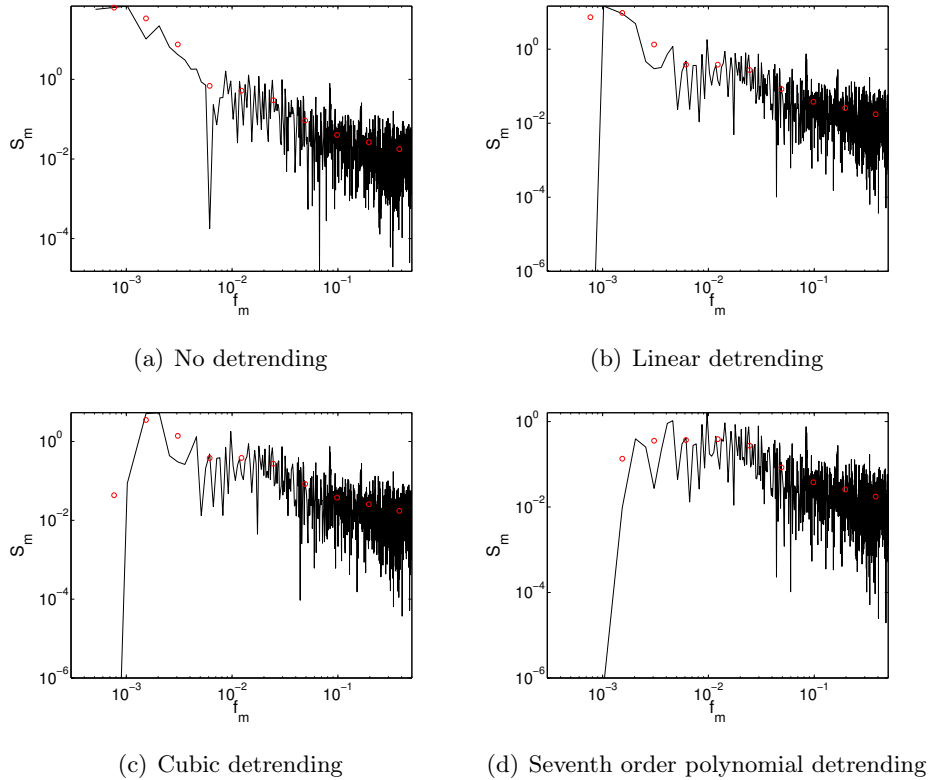 10^0
10^-2
10^-4
S_m
10^-3 10^-2 10^-1
f_m
(a) No detrending
10^0
10^-2
10^-4
10^-6
S_m
10^-3 10^-2 10^-1
f_m
(b) Linear detrending
10^0
10^-2
10^-4
10^-6
S_m
10^-3 10^-2 10^-1
f_m
(c) Cubic detrending
10^0
10^-2
10^-4
10^-6
S_m
10^-3 10^-2 10^-1
f_m
(d) Seventh order polynomial detrending